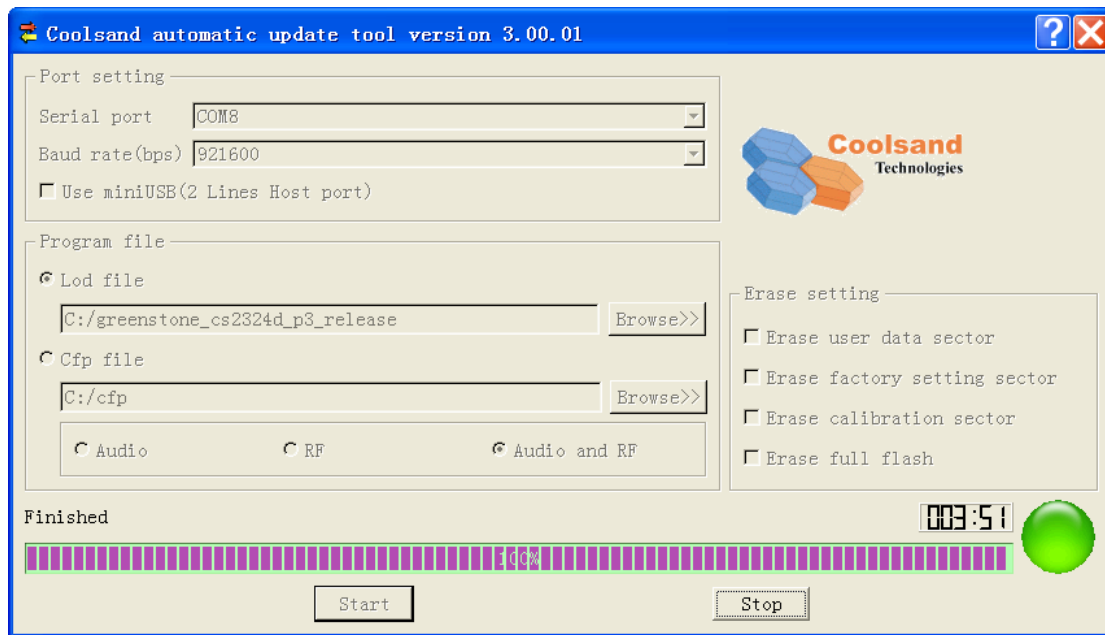 Coolsand automatic update tool version 3.00.01
Port setting
Serial port COM8
Baud rate(bps) 921600
Use miniUSB(2 Lines Host port)
Coolsand
Technologies
Program file
Lod file
C:/greenstone_cs2324d_p3_release Browse>>
Cfp file
C:/cfp Browse>>
Audio RF Audio and RF
Erase setting
Erase user data sector
Erase factory setting sector
Erase calibration sector
Erase full flash
Finished 003:51
100%
Start Stop